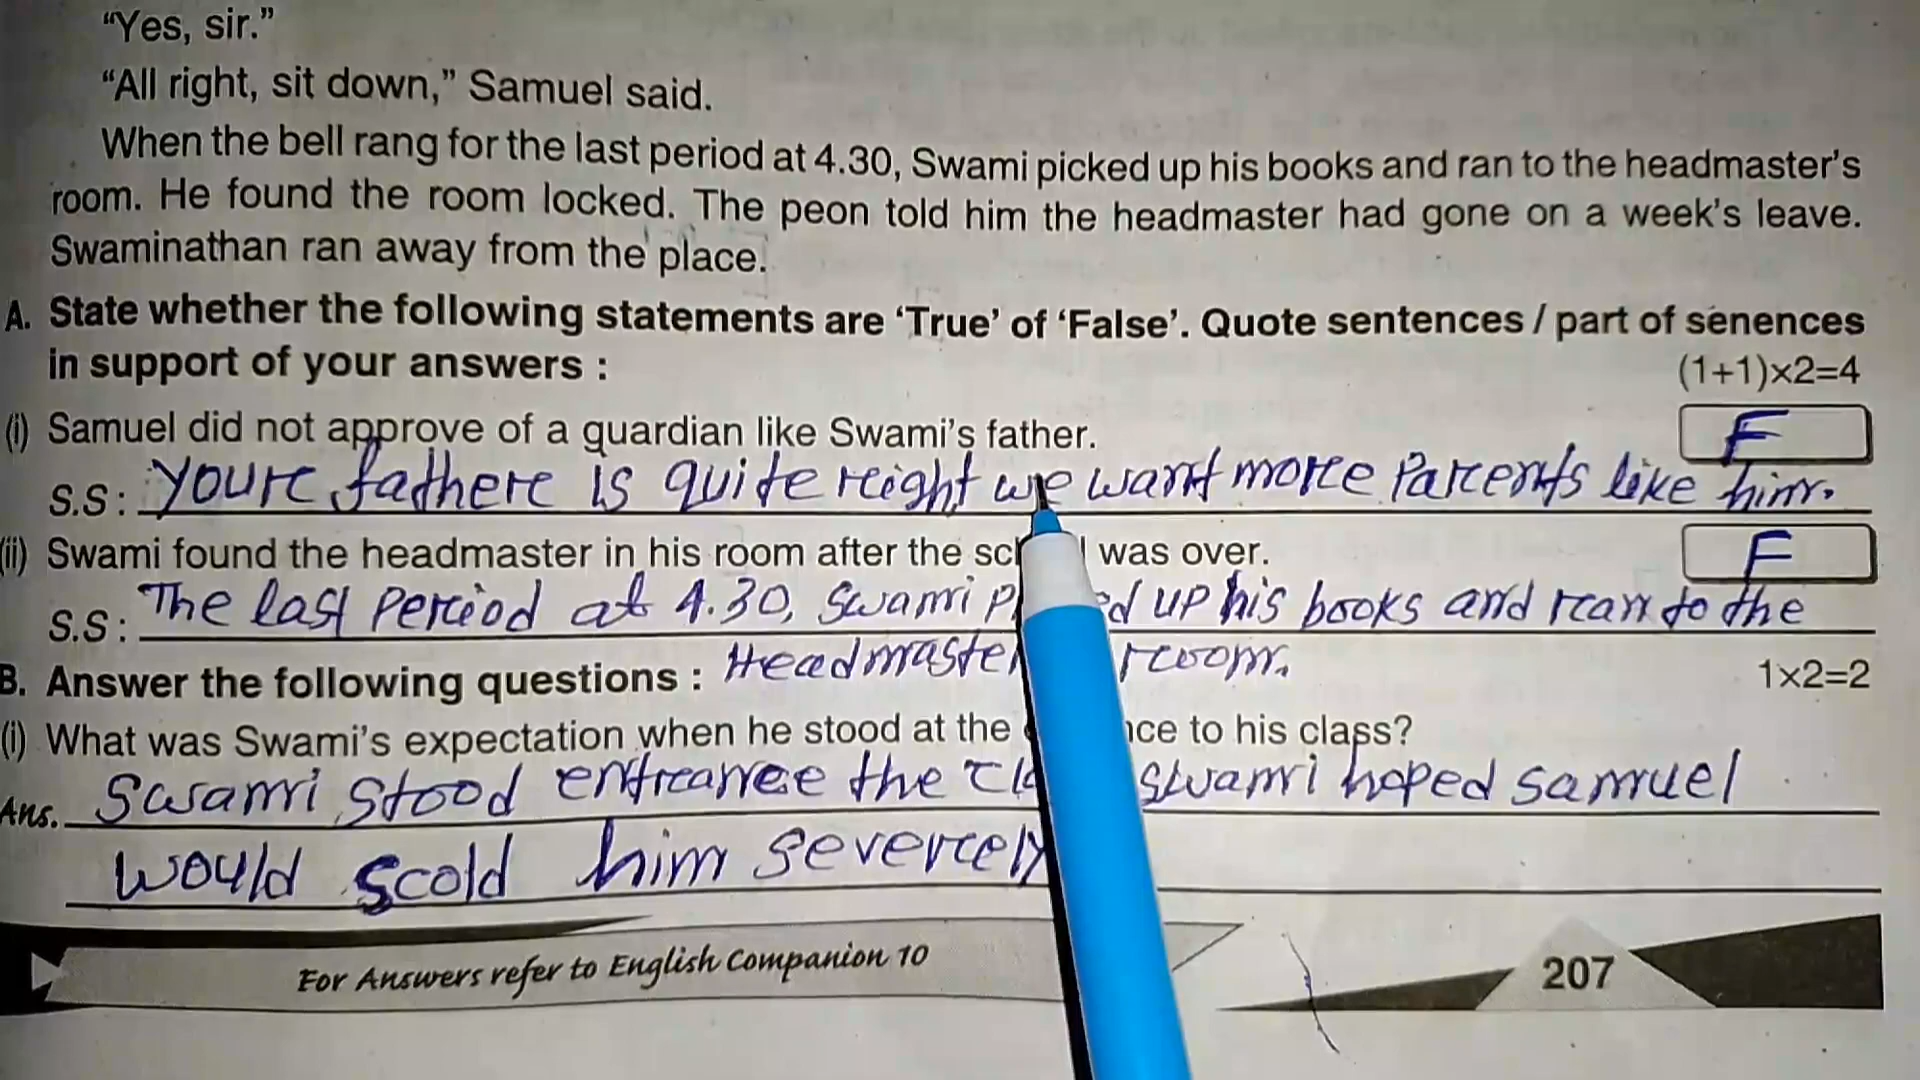 “Yes, sir.”
“All right, sit down,” Samuel said.
When the bell rang for the last period at 4.30, Swami picked up his books and ran to the headmaster's
room. He found the room locked. The peon told him the headmaster had gone on a week's leave.
Swaminathan ran away from the place.
A. State whether the following statements are ‘True’ of ‘False’. Quote sentences / part of senences
in support of your answers :
(1+1)×2=4
(i) Samuel did not approve of a guardian like Swami's father.
F
S.S : your father is quite right we want more Parents like him.
(ii) Swami found the headmaster in his room after the was over.
F
S.S : The last Period at 4.30, Swami up his books and ran to the
Headmaster room.
B. Answer the following questions :
1×2=2
(i) What was Swami's expectation when he stood at the to his class?
Ans. Swami stood entrance the Swami hoped samuel
would scold him severely
For Answers refer to English Companion 10
207